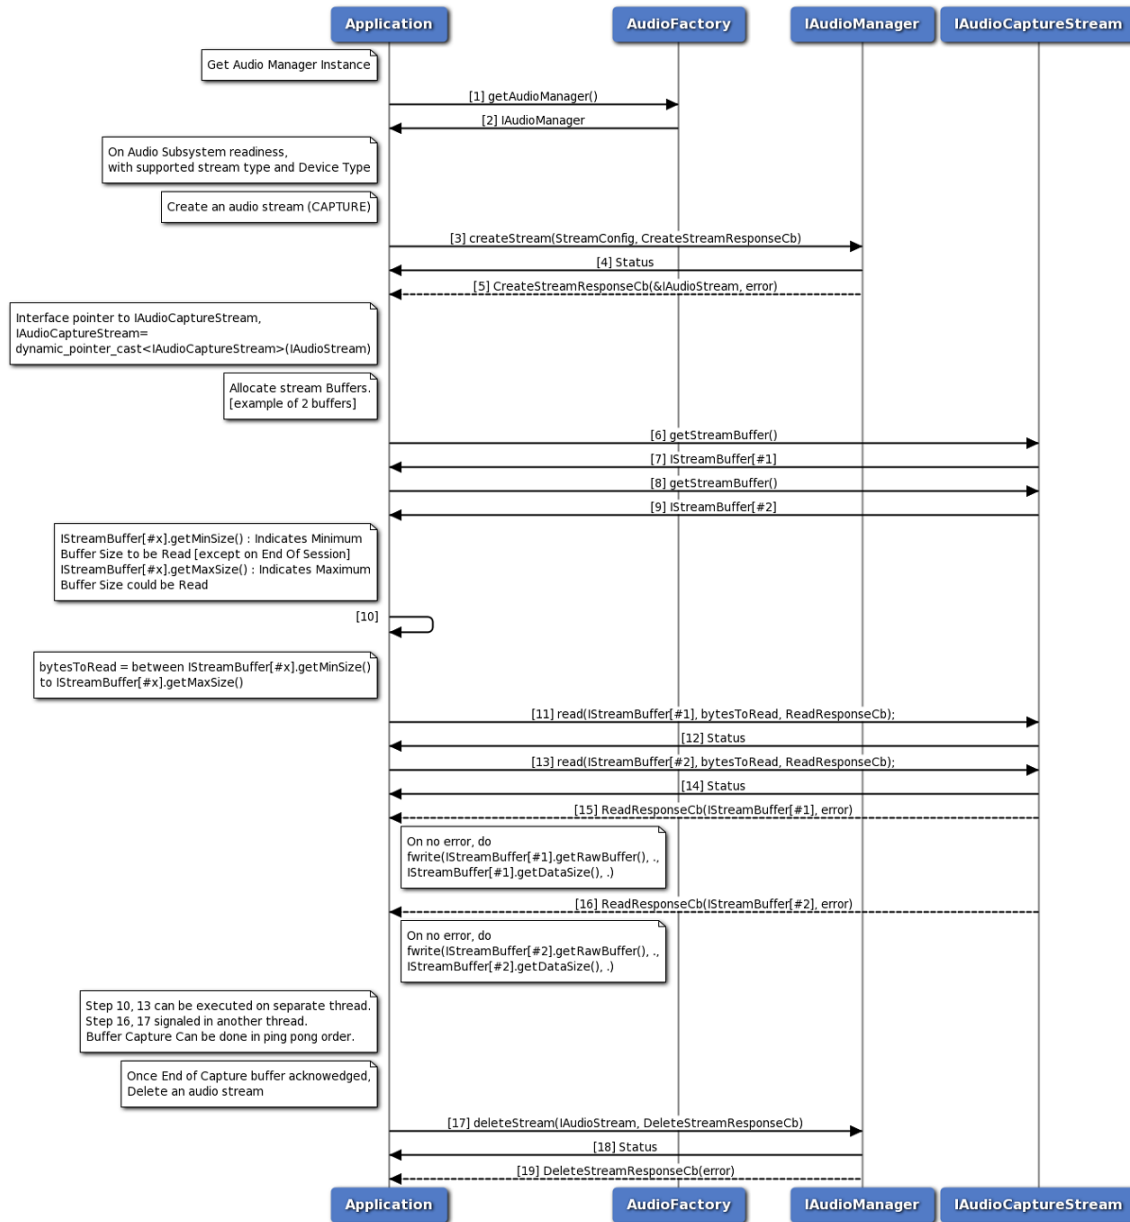 Application AudioFactory IAudioManager IAudioCaptureStream
Get Audio Manager Instance
[1] getAudioManager()
[2] IAudioManager
On Audio Subsystem readiness,
with supported stream type and Device Type
Create an audio stream (CAPTURE)
[3] createStream(StreamConfig, CreateStreamResponseCb)
[4] Status
[5] CreateStreamResponseCb(&IAudioStream, error)
Interface pointer to IAudioCaptureStream,
IAudioCaptureStream=
dynamic_pointer_cast<IAudioCaptureStream>(IAudioStream)
Allocate stream Buffers.
[example of 2 buffers]
[6] getStreamBuffer()
[7] IStreamBuffer[#1]
[8] getStreamBuffer()
[9] IStreamBuffer[#2]
IStreamBuffer[#x].getMinSize() : Indicates Minimum
Buffer Size to be Read [except on End Of Session]
IStreamBuffer[#x].getMaxSize() : Indicates Maximum
Buffer Size could be Read
[10]
bytesToRead = between IStreamBuffer[#x].getMinSize()
to IStreamBuffer[#x].getMaxSize()
[11] read(IStreamBuffer[#1], bytesToRead, ReadResponseCb);
[12] Status
[13] read(IStreamBuffer[#2], bytesToRead, ReadResponseCb);
[14] Status
[15] ReadResponseCb(IStreamBuffer[#1], error)
On no error, do
fwrite(IStreamBuffer[#1].getRawBuffer(), .,
IStreamBuffer[#1].getDataSize(), .)
[16] ReadResponseCb(IStreamBuffer[#2], error)
On no error, do
fwrite(IStreamBuffer[#2].getRawBuffer(), .,
IStreamBuffer[#2].getDataSize(), .)
Step 10, 13 can be executed on separate thread.
Step 16, 17 signaled in another thread.
Buffer Capture Can be done in ping pong order.
Once End of Capture buffer acknowedged,
Delete an audio stream
[17] deleteStream(IAudioStream, DeleteStreamResponseCb)
[18] Status
[19] DeleteStreamResponseCb(error)
Application AudioFactory IAudioManager IAudioCaptureStream